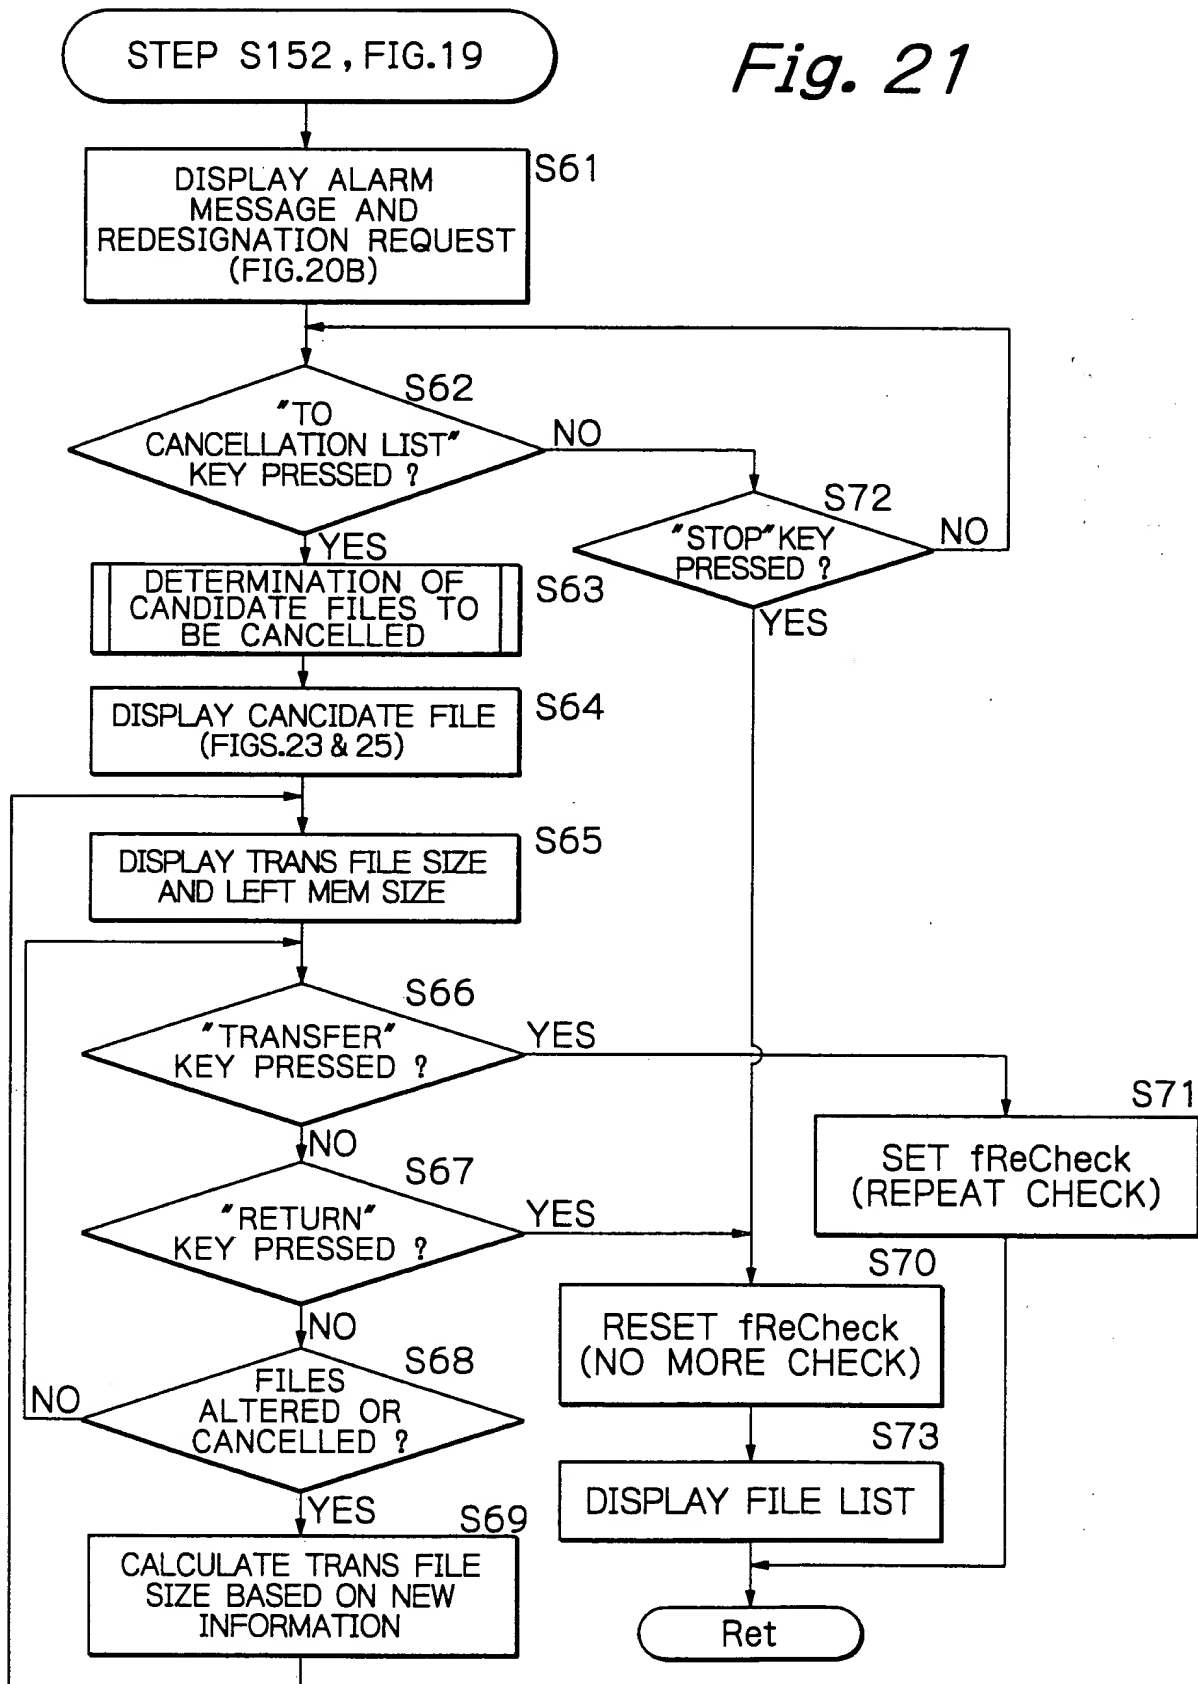 STEP S152, FIG.19
Fig. 21
S61
DISPLAY ALARM
MESSAGE AND
REDESIGNATION REQUEST
(FIG.20B)
S62
"TO
CANCELLATION LIST"
KEY PRESSED ?
NO
YES
S72
"STOP" KEY
PRESSED ?
NO
YES
S63
DETERMINATION OF
CANDIDATE FILES TO
BE CANCELLED
S64
DISPLAY CANCIDATE FILE
(FIGS.23 & 25)
S65
DISPLAY TRANS FILE SIZE
AND LEFT MEM SIZE
S66
"TRANSFER"
KEY PRESSED ?
YES
NO
S71
SET fReCheck
(REPEAT CHECK)
S67
"RETURN"
KEY PRESSED ?
YES
NO
S70
RESET fReCheck
(NO MORE CHECK)
S68
FILES
ALTERED OR
CANCELLED ?
NO
YES
S73
DISPLAY FILE LIST
S69
CALCULATE TRANS FILE
SIZE BASED ON NEW
INFORMATION
Ret